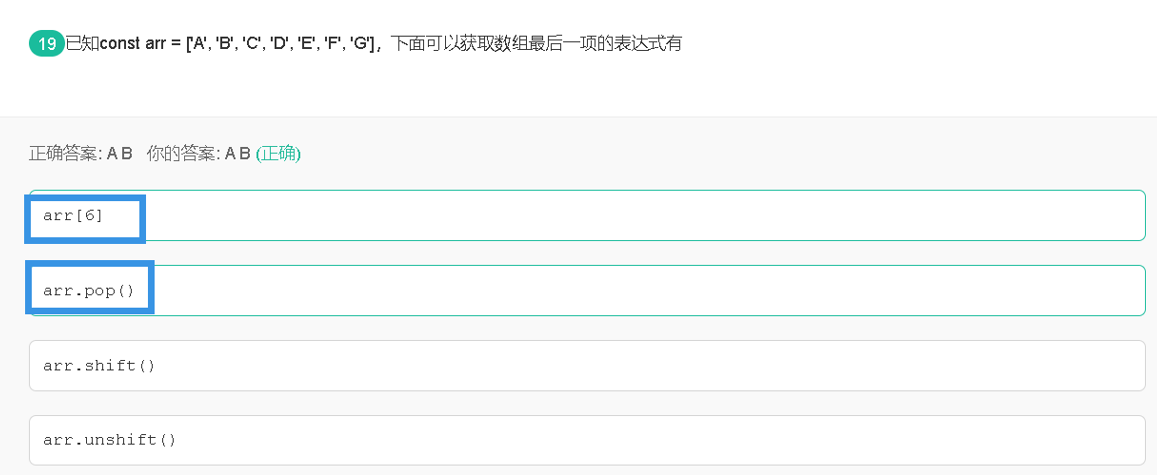 19 已知const arr = ['A', 'B', 'C', 'D', 'E', 'F', 'G']，下面可以获取数组最后一项的表达式有
正确答案: A B 你的答案: A B (正确)
arr[6]
arr.pop()
arr.shift()
arr.unshift()